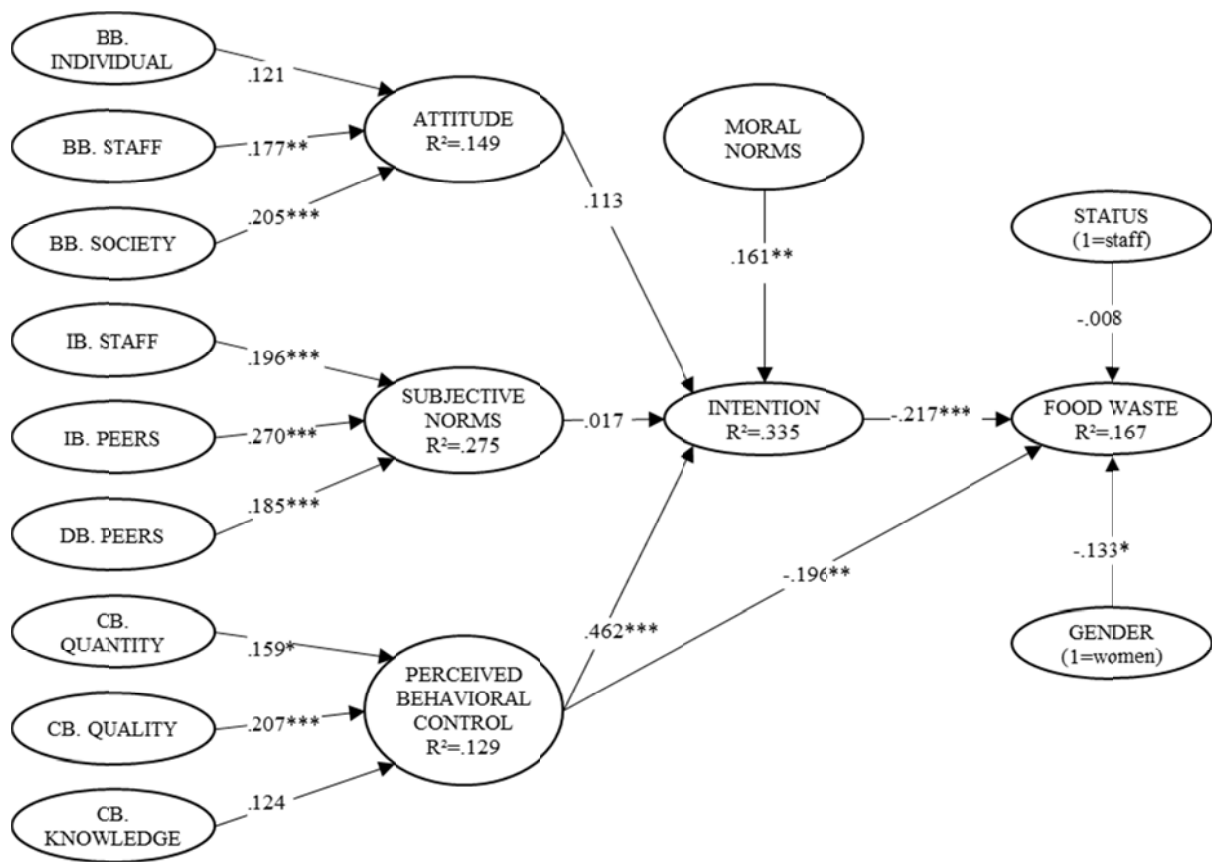 BB.
INDIVIDUAL
.121
BB. STAFF
.177**
BB. SOCIETY
.205***
ATTITUDE
R²=.149
.113
MORAL
NORMS
.161**
STATUS
(1=staff)
-.008
IB. STAFF
.196***
IB. PEERS
.270***
DB. PEERS
.185***
SUBJECTIVE
NORMS
R²=.275
.017
INTENTION
R²=.335
-.217***
FOOD WASTE
R²=.167
-.133*
GENDER
(1=women)
CB.
QUANTITY
.159*
CB. QUALITY
.207***
CB.
KNOWLEDGE
.124
PERCEIVED
BEHAVIORAL
CONTROL
R²=.129
.462***
-.196**